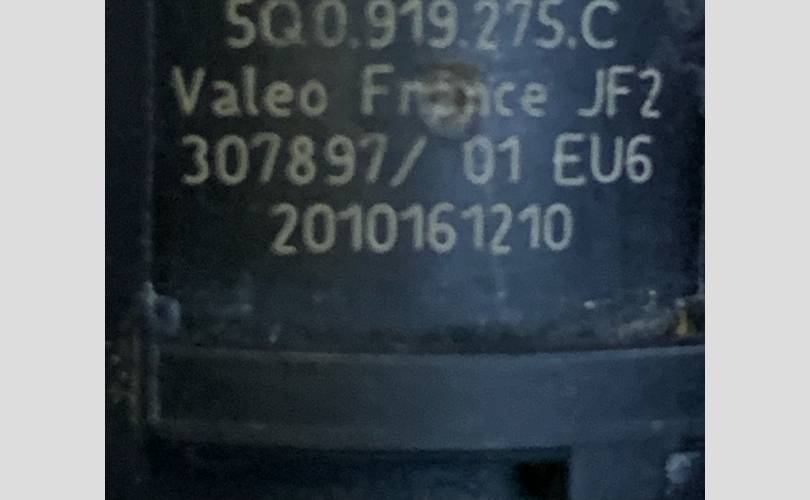 5Q0.919.275.C
Valeo France JF2
307897/ 01 EU6
2010161210